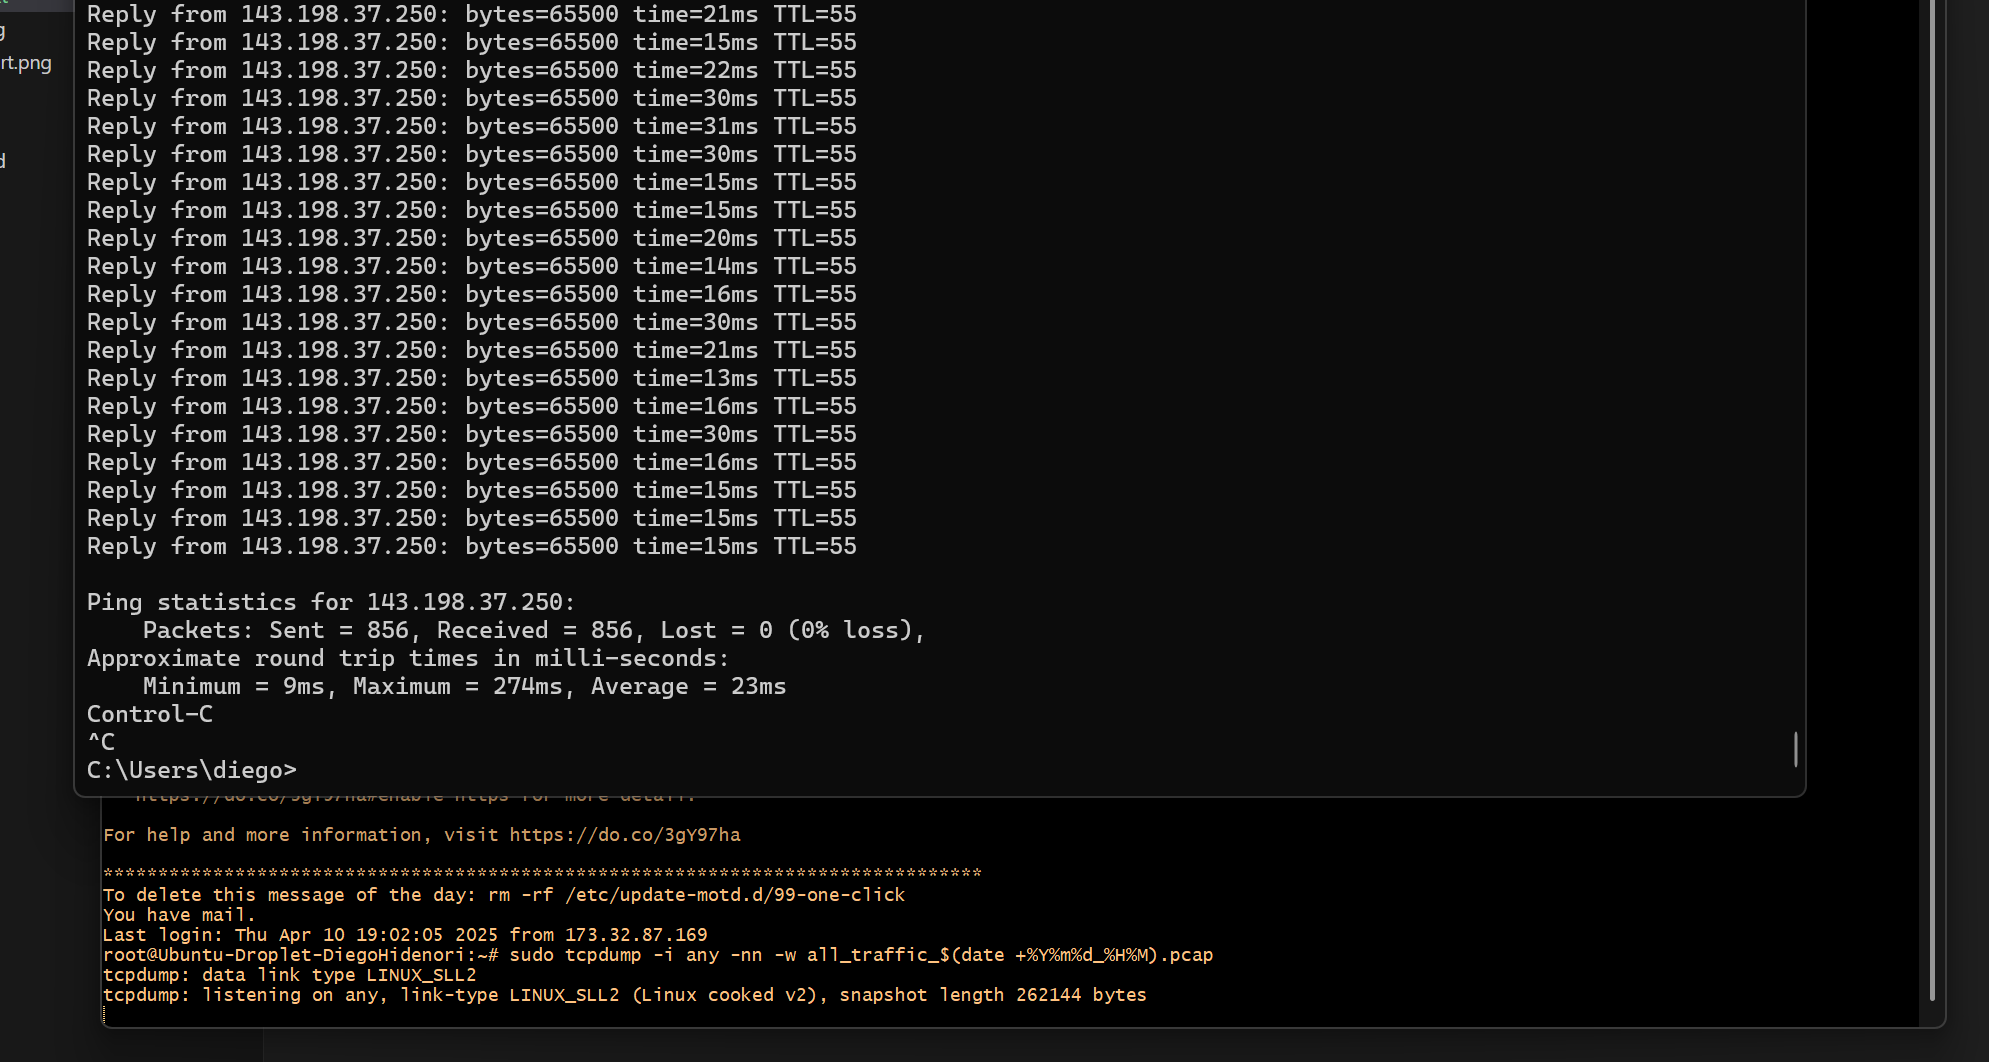 g
rt.png
d
Reply from 143.198.37.250: bytes=65500 time=21ms TTL=55
Reply from 143.198.37.250: bytes=65500 time=15ms TTL=55
Reply from 143.198.37.250: bytes=65500 time=22ms TTL=55
Reply from 143.198.37.250: bytes=65500 time=30ms TTL=55
Reply from 143.198.37.250: bytes=65500 time=31ms TTL=55
Reply from 143.198.37.250: bytes=65500 time=30ms TTL=55
Reply from 143.198.37.250: bytes=65500 time=15ms TTL=55
Reply from 143.198.37.250: bytes=65500 time=15ms TTL=55
Reply from 143.198.37.250: bytes=65500 time=20ms TTL=55
Reply from 143.198.37.250: bytes=65500 time=14ms TTL=55
Reply from 143.198.37.250: bytes=65500 time=16ms TTL=55
Reply from 143.198.37.250: bytes=65500 time=30ms TTL=55
Reply from 143.198.37.250: bytes=65500 time=21ms TTL=55
Reply from 143.198.37.250: bytes=65500 time=13ms TTL=55
Reply from 143.198.37.250: bytes=65500 time=16ms TTL=55
Reply from 143.198.37.250: bytes=65500 time=30ms TTL=55
Reply from 143.198.37.250: bytes=65500 time=16ms TTL=55
Reply from 143.198.37.250: bytes=65500 time=15ms TTL=55
Reply from 143.198.37.250: bytes=65500 time=15ms TTL=55
Reply from 143.198.37.250: bytes=65500 time=15ms TTL=55
Ping statistics for 143.198.37.250:
Packets: Sent = 856, Received = 856, Lost = 0 (0% loss),
Approximate round trip times in milli-seconds:
Minimum = 9ms, Maximum = 274ms, Average = 23ms
Control-C
^C
C:\Users\diego>
https://do.co/3gY97ha#enable-https for more detail.
For help and more information, visit https://do.co/3gY97ha
********************************************************************************
To delete this message of the day: rm -rf /etc/update-motd.d/99-one-click
You have mail.
Last login: Thu Apr 10 19:02:05 2025 from 173.32.87.169
root@Ubuntu-Droplet-DiegoHidenori:~# sudo tcpdump -i any -nn -w all_traffic_$(date +%Y%m%d_%H%M).pcap
tcpdump: data link type LINUX_SLL2
tcpdump: listening on any, link-type LINUX_SLL2 (Linux cooked v2), snapshot length 262144 bytes